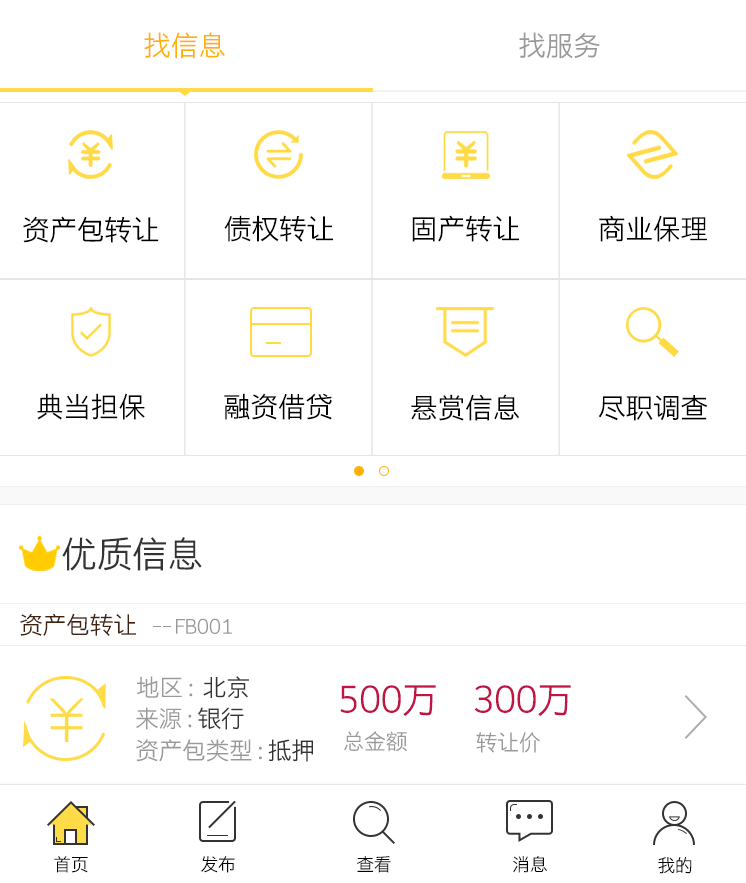 找信息 找服务
资产包转让 债权转让 固产转让 商业保理
典当担保 融资借贷 悬赏信息 尽职调查
优质信息
资产包转让 --FB001
地区 : 北京
来源 : 银行
资产包类型 : 抵押
500万 300万
总金额 转让价
首页 发布 查看 消息 我的